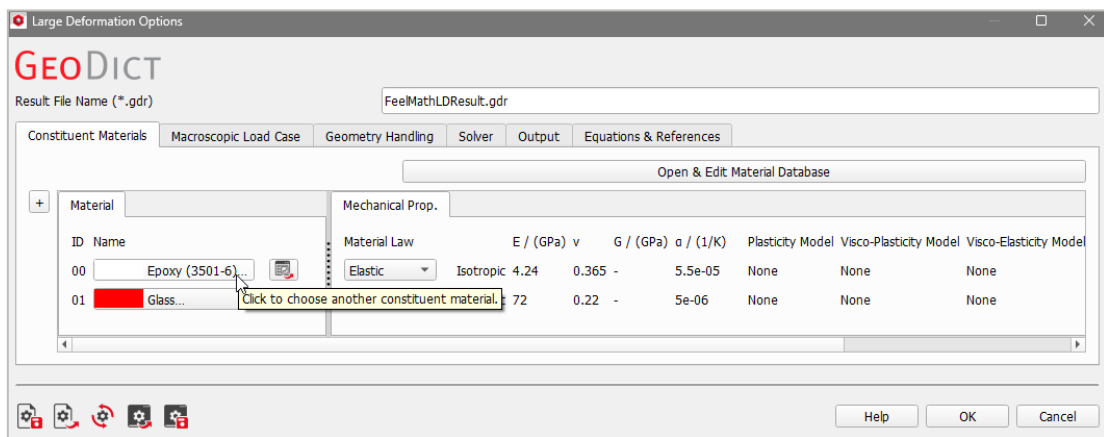 Large Deformation Options
GEODICT
Result File Name (*.gdr) FeelMathLDResult.gdr
Constituent Materials Macroscopic Load Case Geometry Handling Solver Output Equations & References
Open & Edit Material Database
+ Material Mechanical Prop.
ID Name Material Law E / (GPa) ν G / (GPa) α / (1/K) Plasticity Model Visco-Plasticity Model Visco-Elasticity Model
00 Epoxy (3501-6)... Elastic Isotropic 4.24 0.365 - 5.5e-05 None None None
01 Glass... Click to choose another constituent material. 72 0.22 - 5e-06 None None None
Help OK Cancel